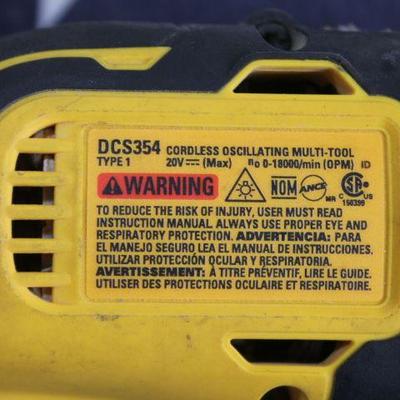 DCS354 CORDLESS OSCILLATING MULTI-TOOL
TYPE 1 20V⎓(Max) n₀ 0-18000/min (OPM) ID
WARNING NOM ANCE MR C US
150399
TO REDUCE THE RISK OF INJURY, USER MUST READ
INSTRUCTION MANUAL ALWAYS USE PROPER EYE AND
RESPIRATORY PROTECTION. ADVERTENCIA: PARA
EL MANEJO SEGURO LEA EL MANUAL DE INSTRUCCIONES.
UTILIZAR PROTECCIÓN OCULAR Y RESPIRATORIA.
AVERTISSEMENT: À TITRE PRÉVENTIF, LIRE LE GUIDE.
UTILISER DES PROTECTIONS OCULAIRE ET RESPIRATOIRE.